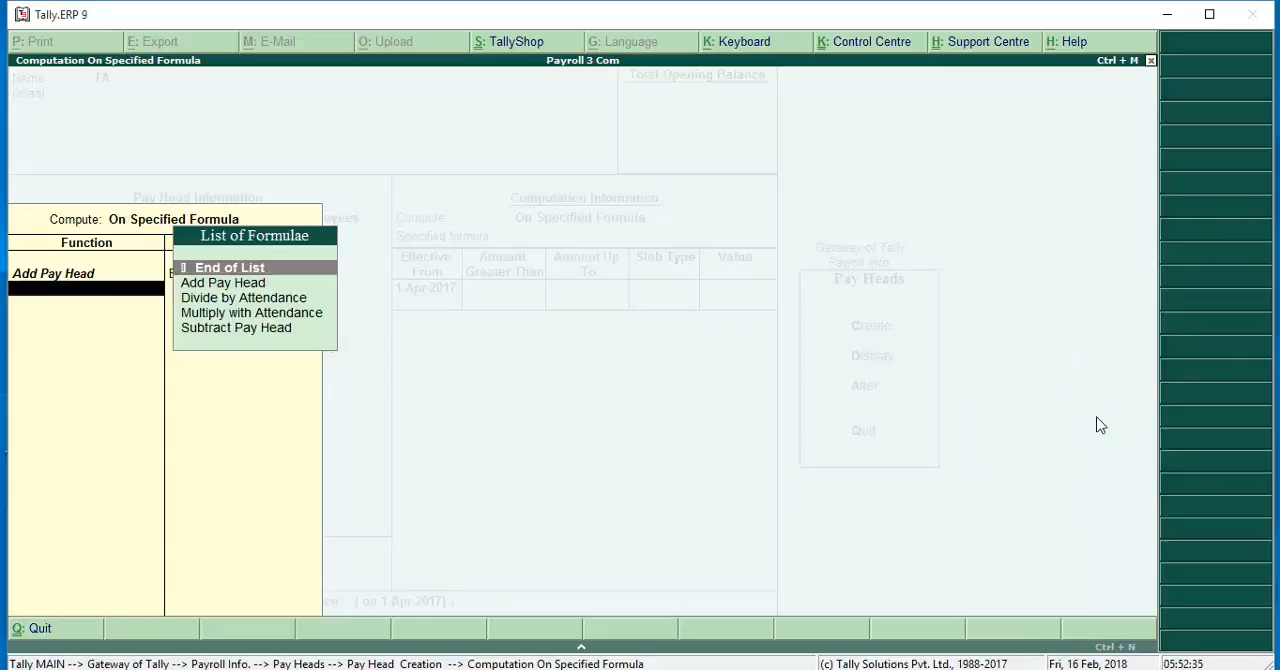 Tally.ERP 9
P: Print E: Export M: E-Mail O: Upload S: TallyShop G: Language K: Keyboard K: Control Centre H: Support Centre H: Help
Computation On Specified Formula Payroll 3 Com Ctrl + M
Name TA Total Opening Balance
(alias)
Pay Head Information Computation Information
Compute: On Specified Formula oyees Compute On Specified Formula
Function List of Formulae Specified formula
Effective From Amount Greater Than Amount Up To Slab Type Value
1 Apr 2017
Gateway of Tally
Payroll Info.
Pay Heads
Create
Display
Alter
Quit
Add Pay Head
End of List
Add Pay Head
Divide by Attendance
Multiply with Attendance
Subtract Pay Head
( on 1 Apr-2017) :
Q: Quit
Ctrl + N
Tally MAIN --> Gateway of Tally --> Payroll Info. --> Pay Heads --> Pay Head Creation --> Computation On Specified Formula (c) Tally Solutions Pvt. Ltd., 1988-2017 Fri, 16 Feb, 2018 05:52:35